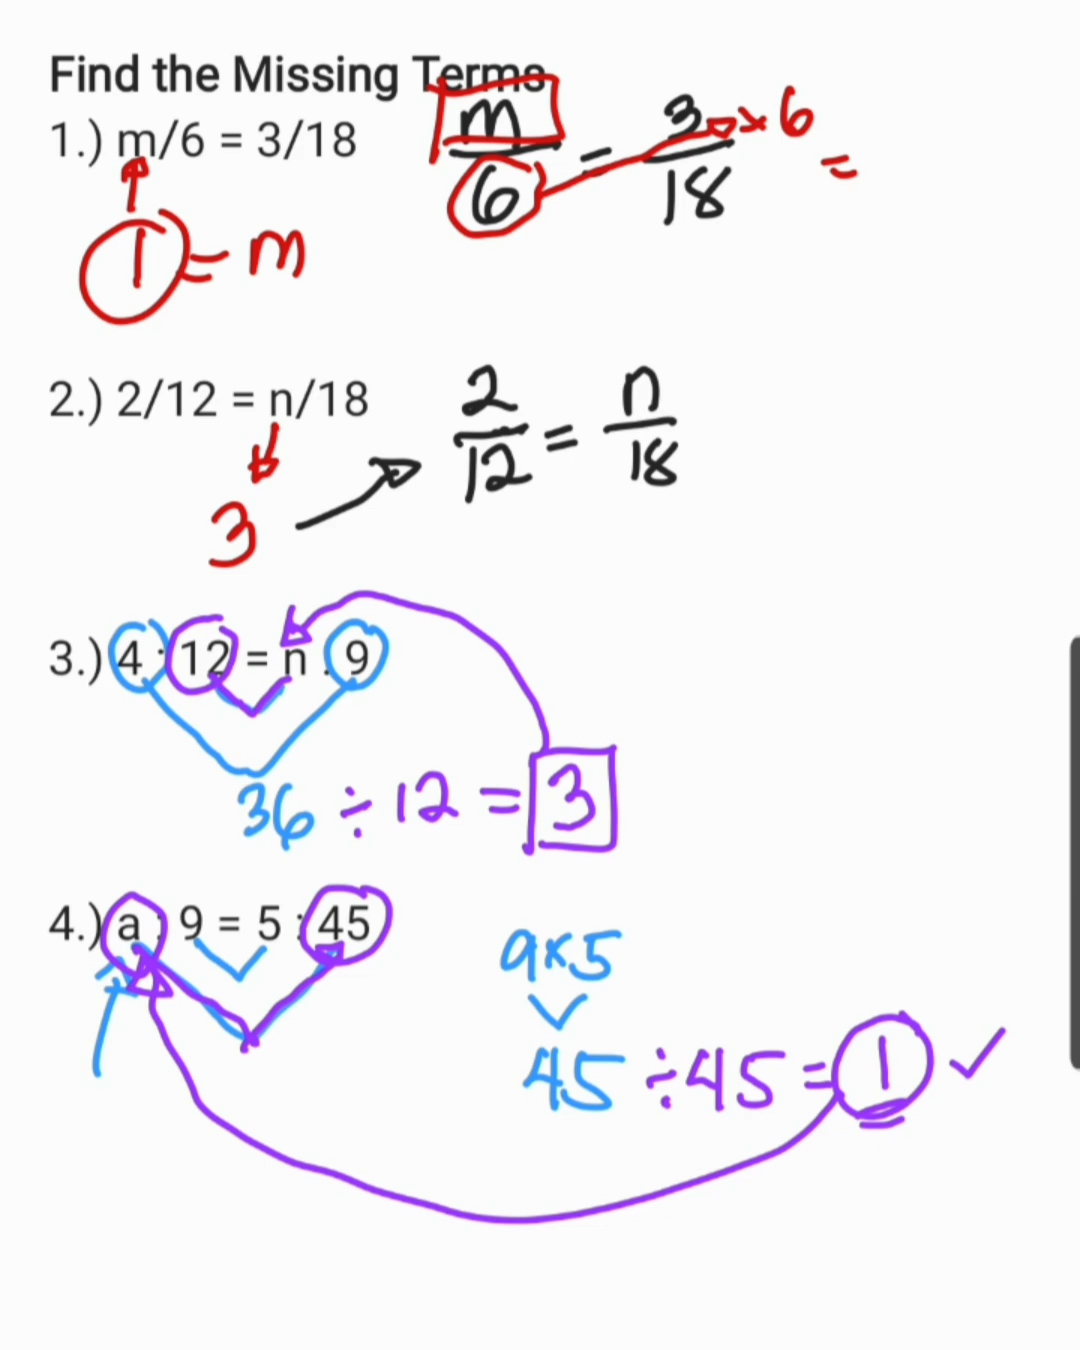 Find the Missing Terms
1.) m/6 = 3/18
m/6 = 3/18 × 6 =
1 = m
2.) 2/12 = n/18
2/12 = n/18
3
3.) 4 : 12 = n : 9
36 ÷ 12 = 3
4.) a : 9 = 5 : 45
9×5
45 ÷ 45 = 1